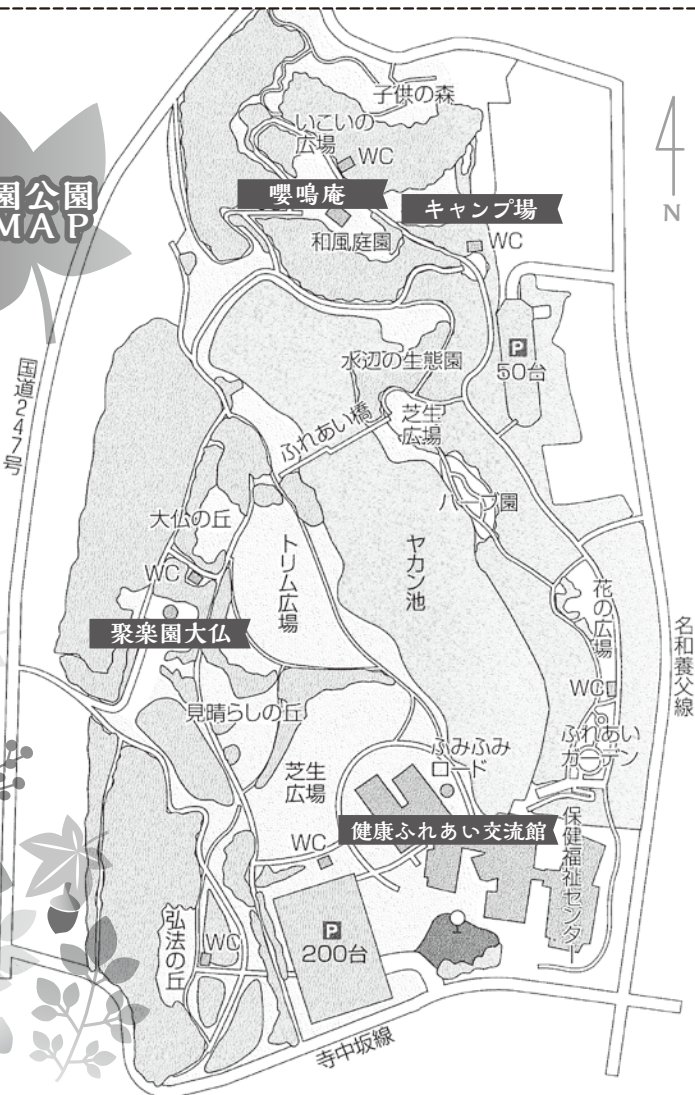 園公園
MAP
子供の森
いこいの
広場
WC
嚶鳴庵
キャンプ場
N
和風庭園
WC
国道247号
水辺の生態園
P
50台
ふれあい橋
芝生
広場
ハーブ園
大仏の丘
トリム広場
ヤカン池
WC
花の広場
聚楽園大仏
名和養父線
WC
見晴らしの丘
ふみふみ
ド
ふれあい
ガーデン
芝生
広場
健康ふれあい交流館
WC
保健福祉センター
弘法の丘
WC
P
200台
寺中坂線